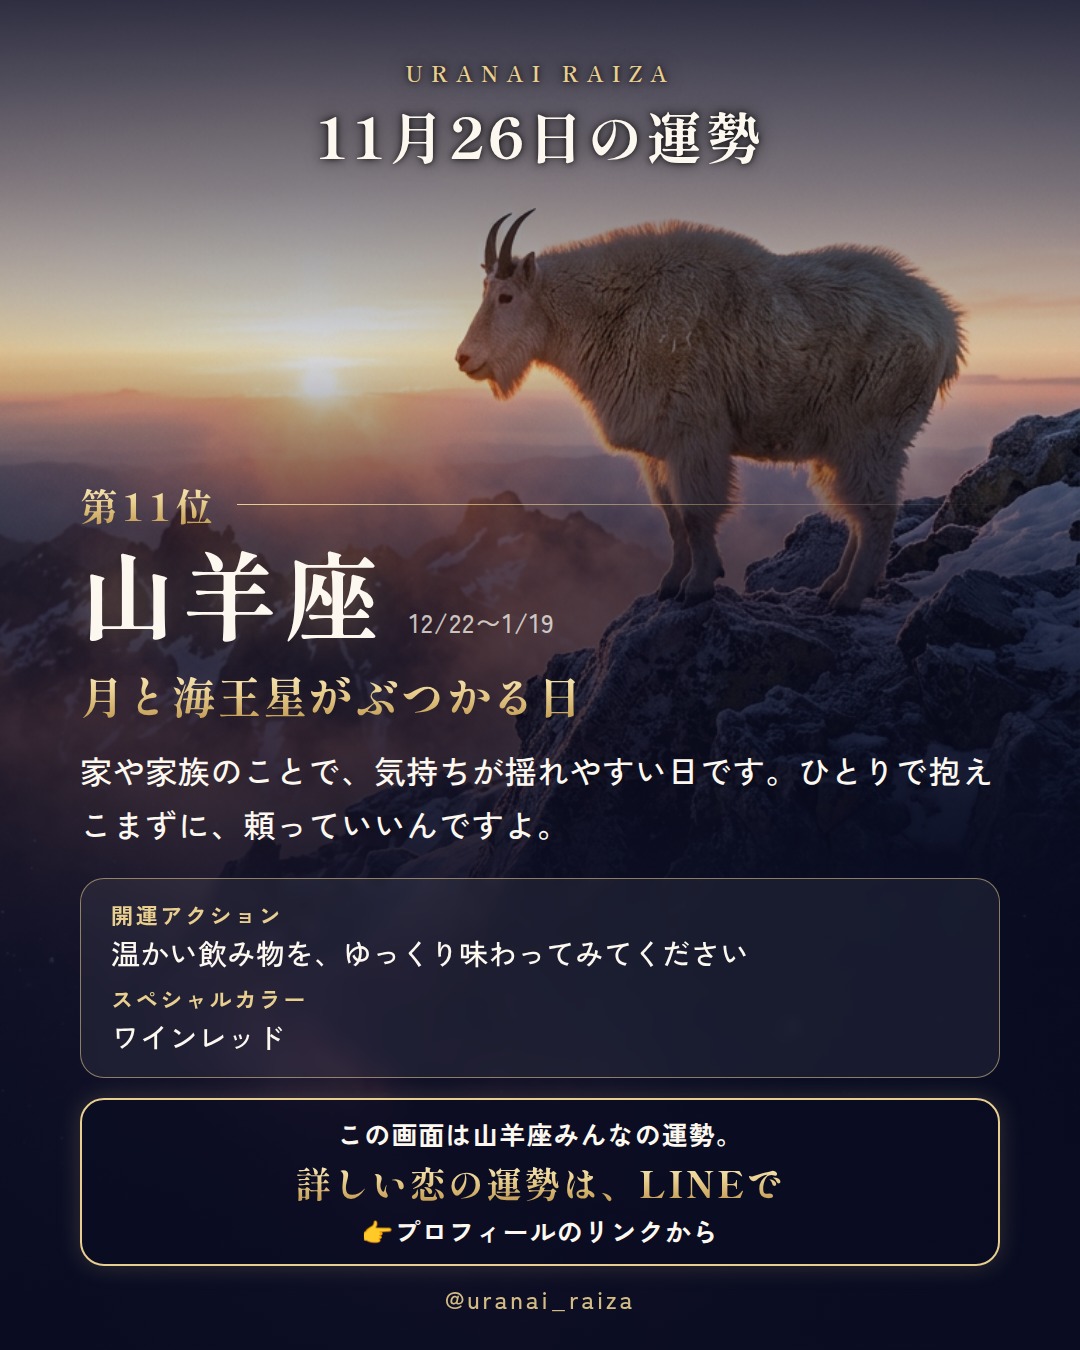 URANAI RAIZA
11月26日の運勢
第11位
山羊座 12/22〜1/19
月と海王星がぶつかる日
家や家族のことで、気持ちが揺れやすい日です。ひとりで抱え
こまずに、頼っていいんですよ。
開運アクション
温かい飲み物を、ゆっくり味わってみてください
スペシャルカラー
ワインレッド
この画面は山羊座みんなの運勢。
詳しい恋の運勢は、LINEで
👉プロフィールのリンクから
@uranai_raiza